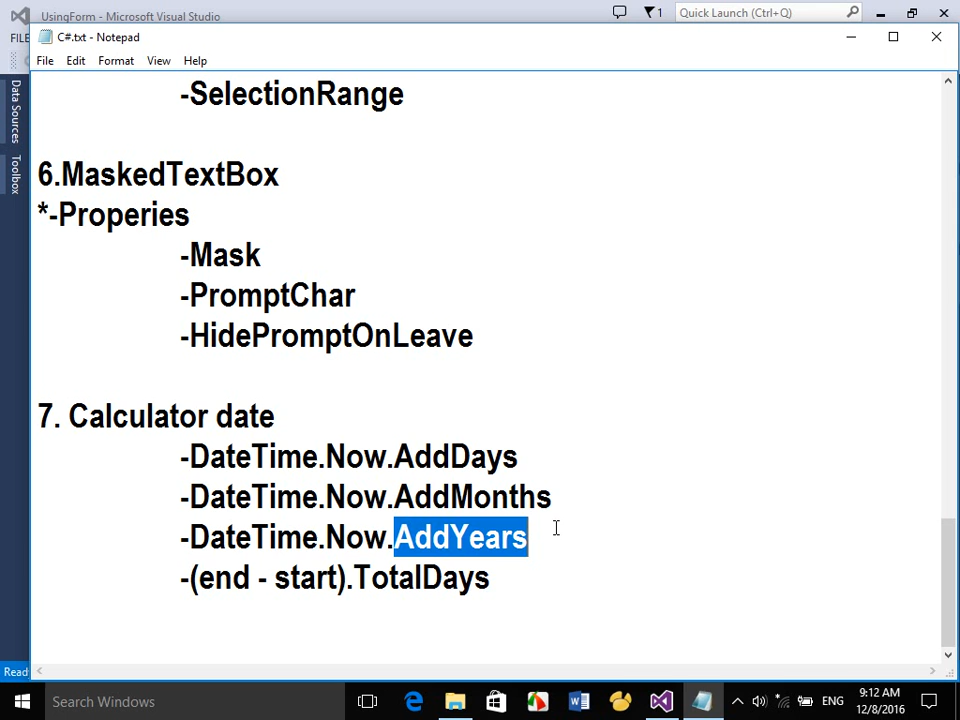 UsingForm - Microsoft Visual Studio
1
Quick Launch (Ctrl+Q)
FILE
C#.txt - Notepad
File Edit Format View Help
Data Sources
Toolbox
-SelectionRange
6.MaskedTextBox
*-Properies
-Mask
-PromptChar
-HidePromptOnLeave
7. Calculator date
-DateTime.Now.AddDays
-DateTime.Now.AddMonths
-DateTime.Now.AddYears
-(end - start).TotalDays
Ready
Search Windows
ENG
9:12 AM
12/8/2016